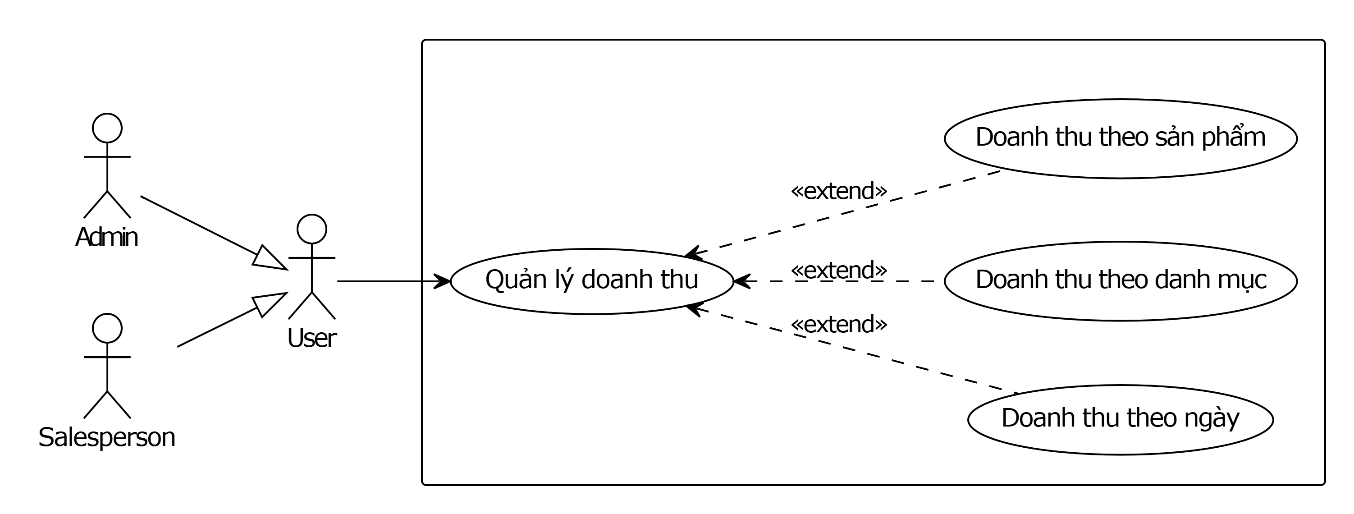 Admin
Salesperson
User
Quản lý doanh thu
«extend»
«extend»
«extend»
Doanh thu theo sản phẩm
Doanh thu theo danh mục
Doanh thu theo ngày